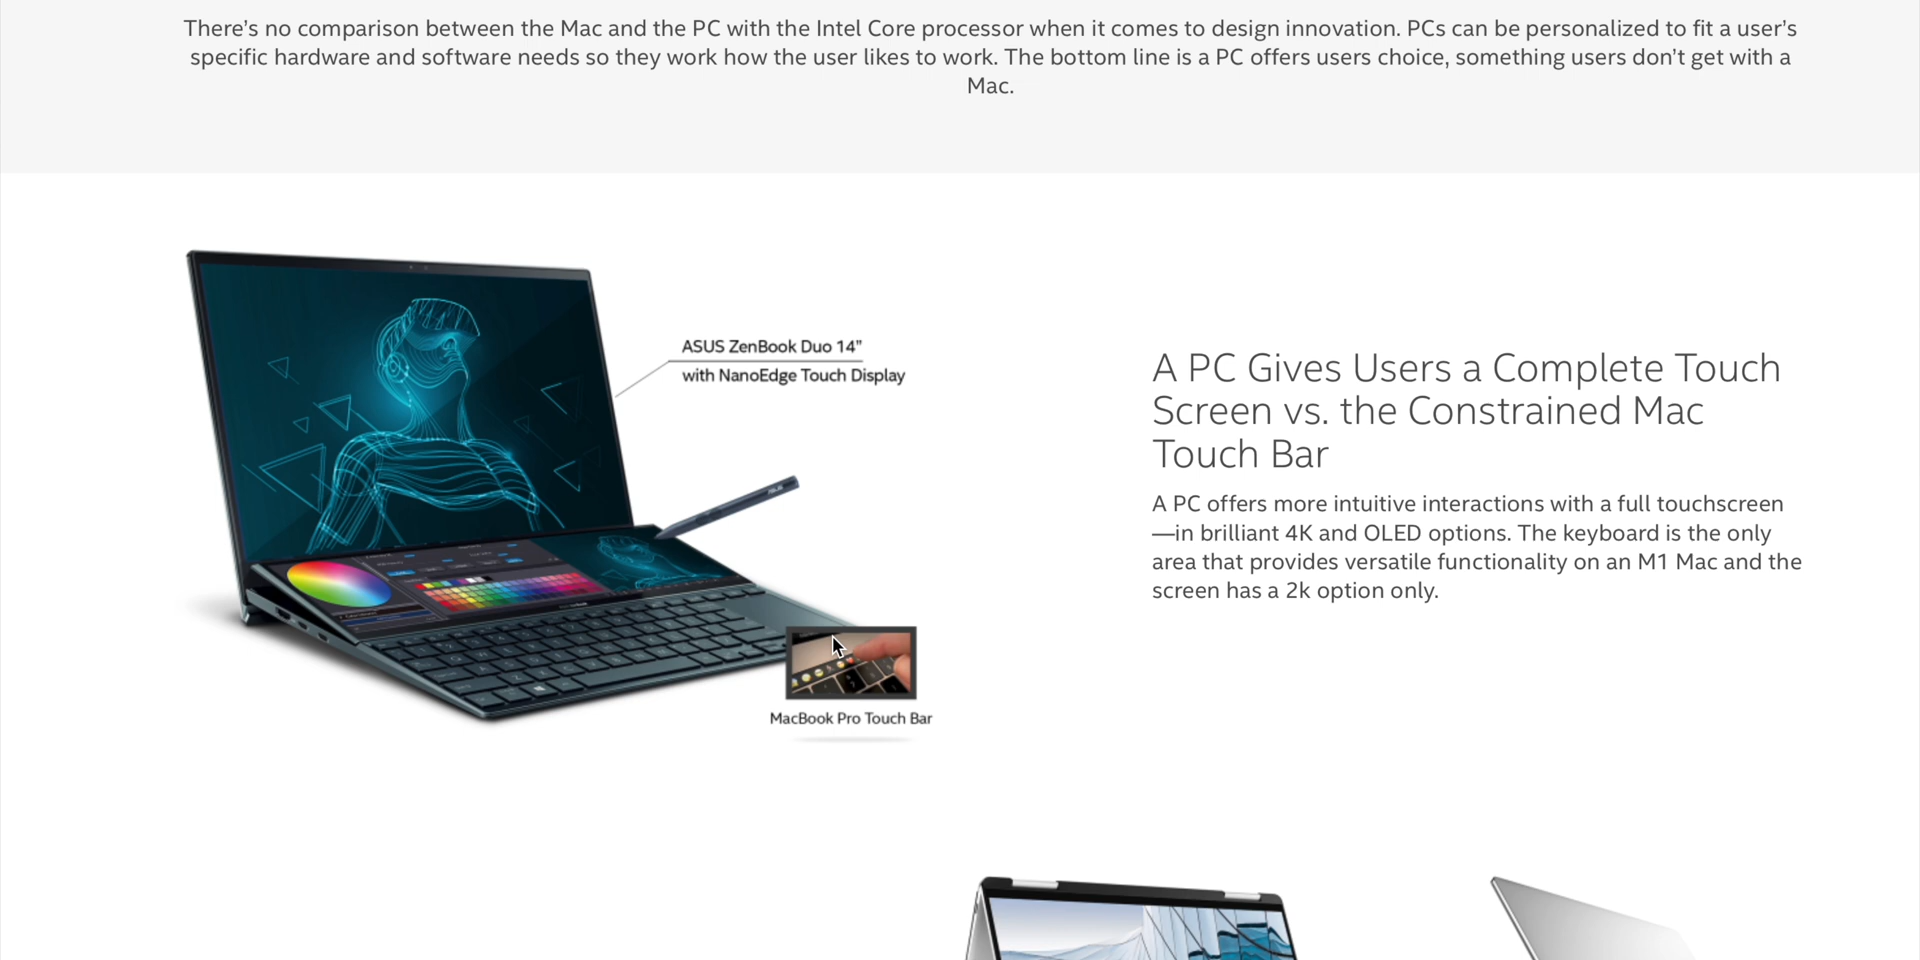 There’s no comparison between the Mac and the PC with the Intel Core processor when it comes to design innovation. PCs can be personalized to fit a user’s
specific hardware and software needs so they work how the user likes to work. The bottom line is a PC offers users choice, something users don’t get with a
Mac.
ASUS ZenBook Duo 14”
with NanoEdge Touch Display
A PC Gives Users a Complete Touch
Screen vs. the Constrained Mac
Touch Bar
A PC offers more intuitive interactions with a full touchscreen
—in brilliant 4K and OLED options. The keyboard is the only
area that provides versatile functionality on an M1 Mac and the
screen has a 2k option only.
MacBook Pro Touch Bar